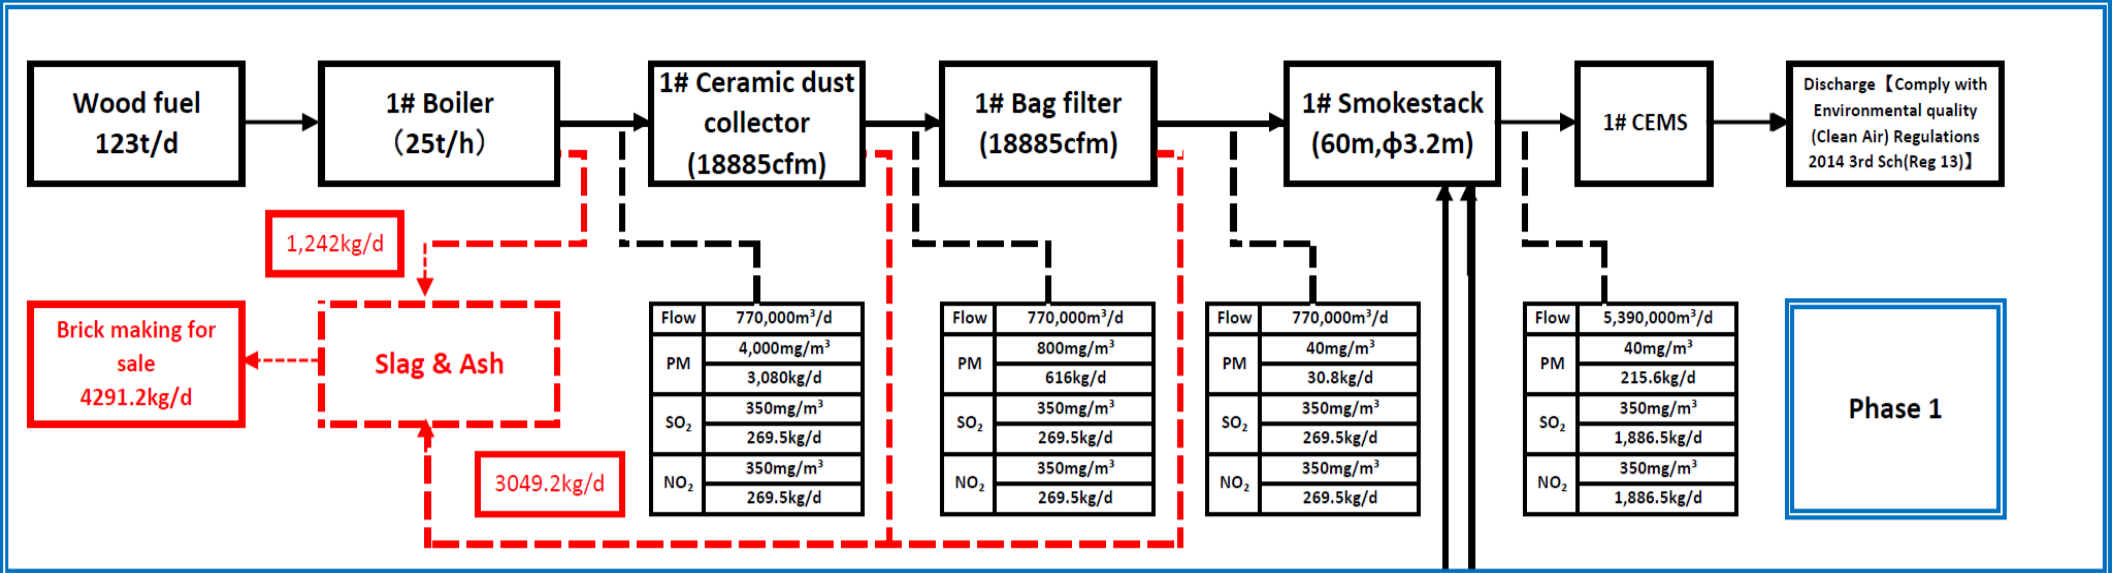 Wood fuel
123t/d
1# Boiler
（25t/h）
1# Ceramic dust
collector
(18885cfm)
1# Bag filter
(18885cfm)
1# Smokestack
(60m,ф3.2m)
1# CEMS
Discharge【Comply with
Environmental quality
(Clean Air) Regulations
2014 3rd Sch(Reg 13)】
1,242kg/d
Brick making for
sale
4291.2kg/d
Slag & Ash
3049.2kg/d
Flow 770,000m³/d
PM 4,000mg/m³
3,080kg/d
SO₂ 350mg/m³
269.5kg/d
NO₂ 350mg/m³
269.5kg/d
Flow 770,000m³/d
PM 800mg/m³
616kg/d
SO₂ 350mg/m³
269.5kg/d
NO₂ 350mg/m³
269.5kg/d
Flow 770,000m³/d
PM 40mg/m³
30.8kg/d
SO₂ 350mg/m³
269.5kg/d
NO₂ 350mg/m³
269.5kg/d
Flow 5,390,000m³/d
PM 40mg/m³
215.6kg/d
SO₂ 350mg/m³
1,886.5kg/d
NO₂ 350mg/m³
1,886.5kg/d
Phase 1